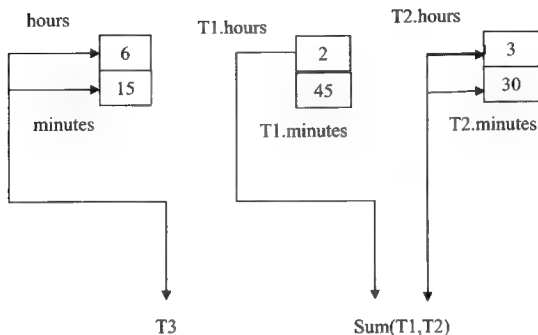 hours
6
15
minutes
T1.hours
2
45
T1.minutes
T2.hours
3
30
T2.minutes
T3
Sum(T1,T2)